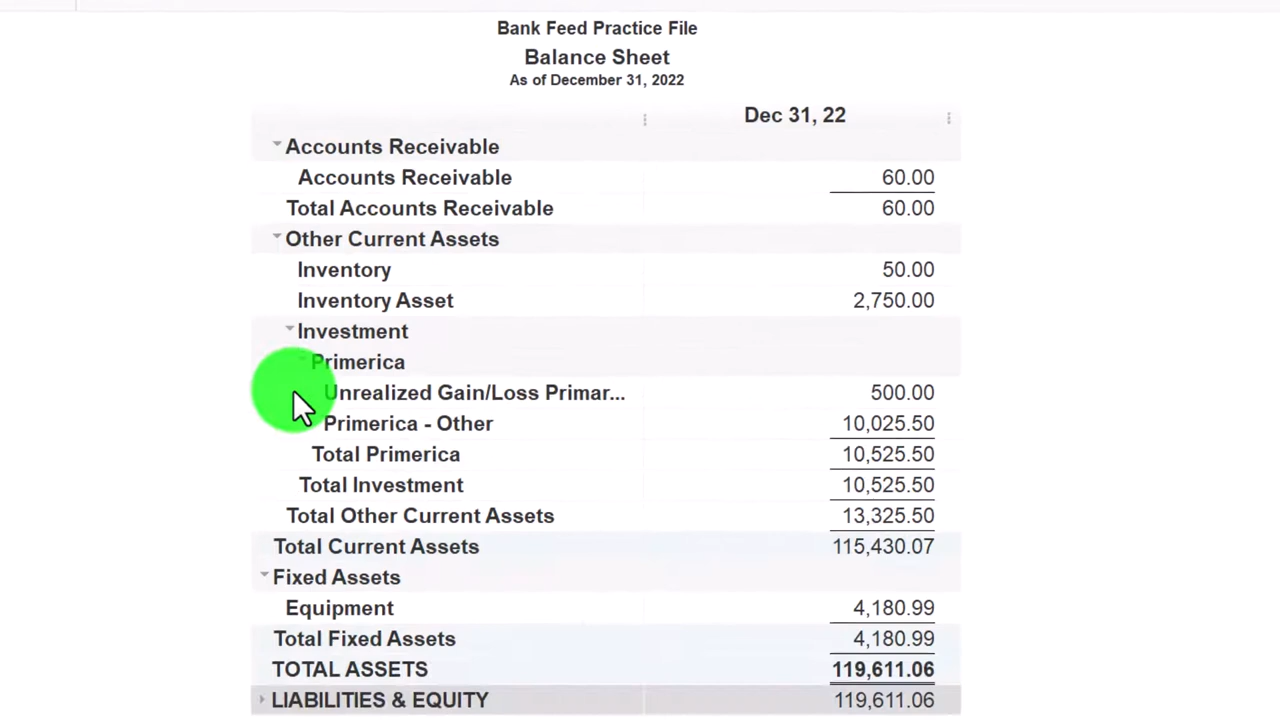 Bank Feed Practice File
Balance Sheet
As of December 31, 2022
Dec 31, 22
Accounts Receivable
Accounts Receivable 60.00
Total Accounts Receivable 60.00
Other Current Assets
Inventory 50.00
Inventory Asset 2,750.00
Investment
Primerica
Unrealized Gain/Loss Primar... 500.00
Primerica - Other 10,025.50
Total Primerica 10,525.50
Total Investment 10,525.50
Total Other Current Assets 13,325.50
Total Current Assets 115,430.07
Fixed Assets
Equipment 4,180.99
Total Fixed Assets 4,180.99
TOTAL ASSETS 119,611.06
LIABILITIES & EQUITY 119,611.06